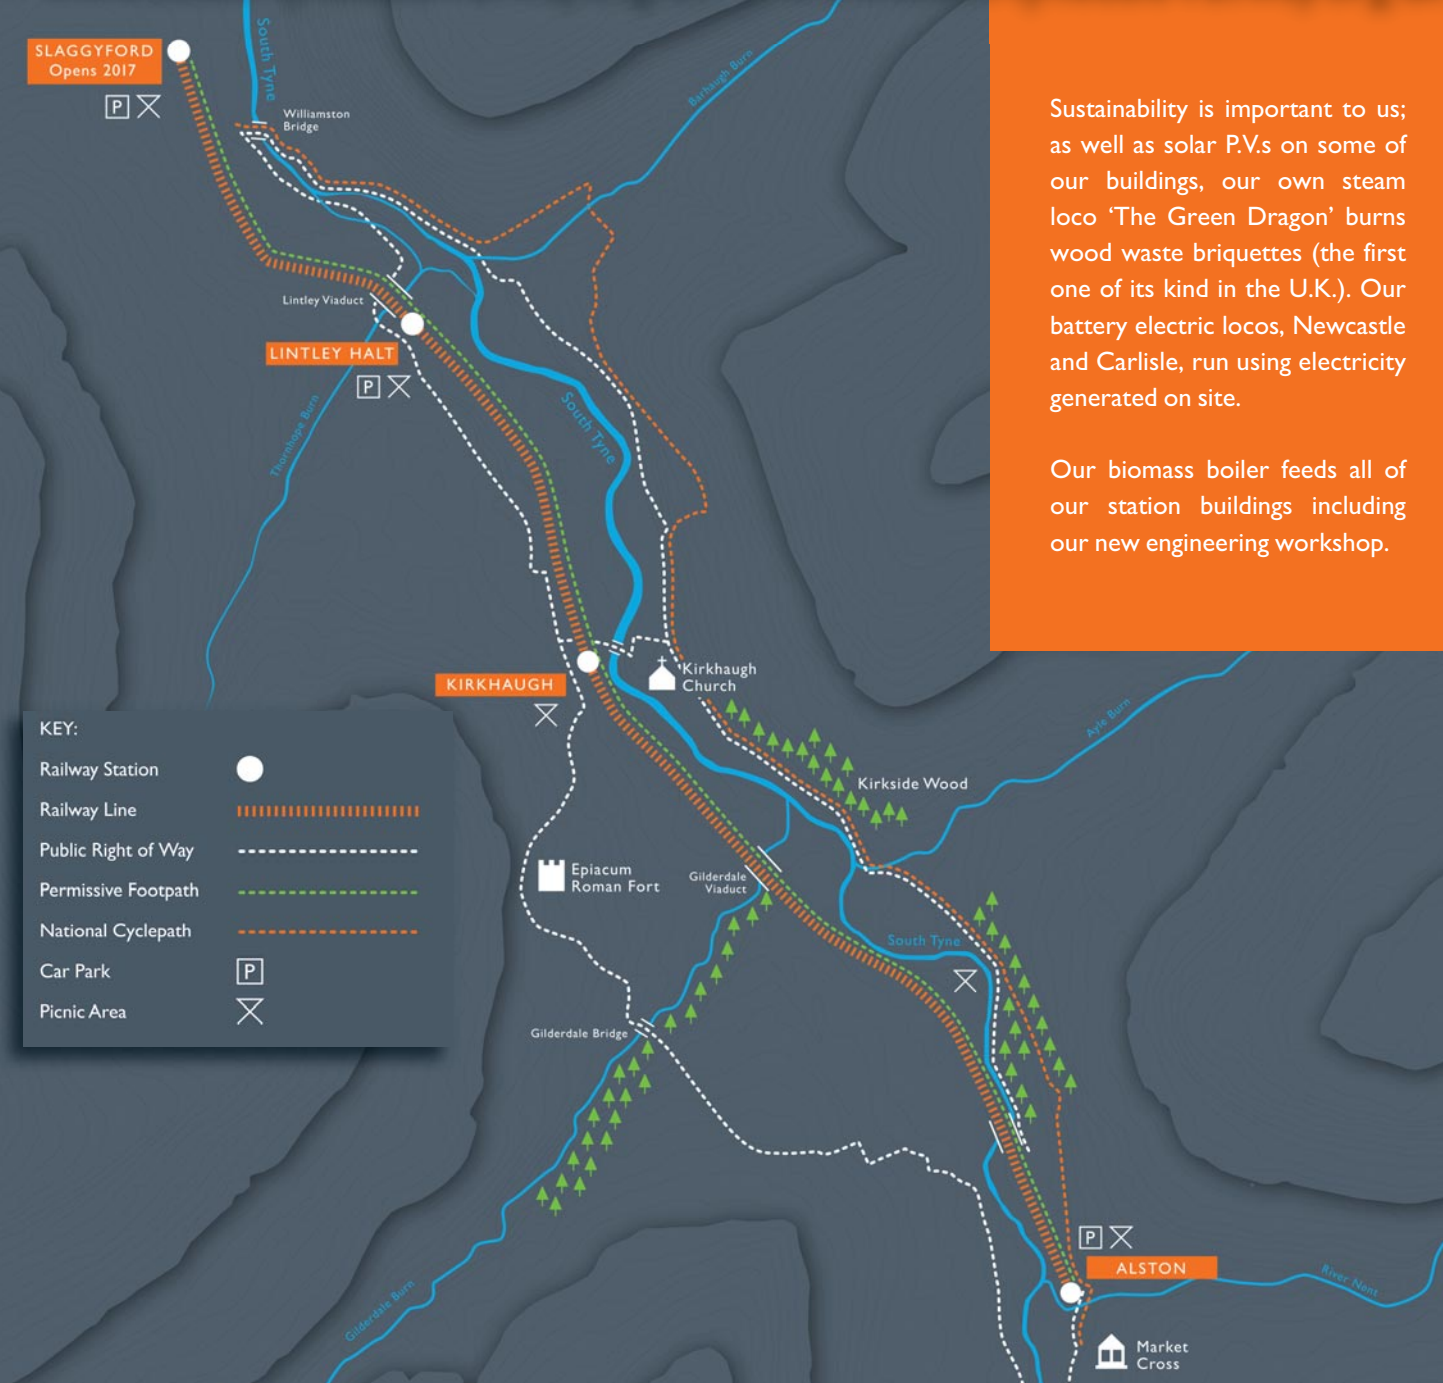 SLAGGYFORD
Opens 2017
P
South Tyne
Williamston
Bridge
Barhaugh Burn
Sustainability is important to us;
as well as solar P.V.s on some of
our buildings, our own steam
loco ‘The Green Dragon’ burns
wood waste briquettes (the first
one of its kind in the U.K.). Our
battery electric locos, Newcastle
and Carlisle, run using electricity
generated on site.
Our biomass boiler feeds all of
our station buildings including
our new engineering workshop.
Lintley Viaduct
LINTLEY HALT
P
Thornhope Burn
South Tyne
KIRKHAUGH
Kirkhaugh
Church
Ayle Burn
Kirkside Wood
KEY:
Railway Station
Railway Line
Public Right of Way
Permissive Footpath
National Cyclepath
Car Park
P
Picnic Area
Epiacum
Roman Fort
Gilderdale
Viaduct
South Tyne
Gilderdale Bridge
Gilderdale Burn
P
ALSTON
River Nent
Market
Cross